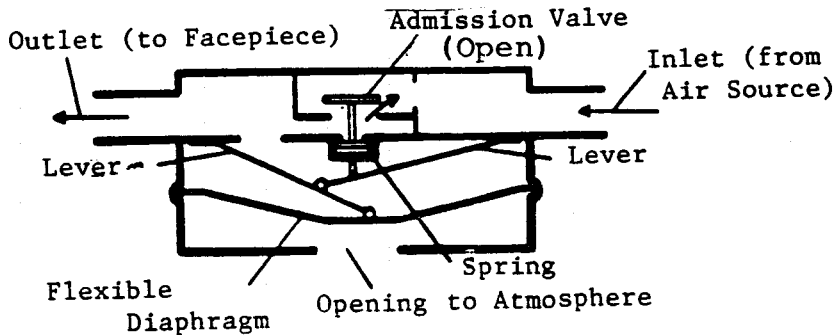 Admission Valve
(Open)
Outlet (to Facepiece)
Inlet (from
Air Source)
Lever
Lever
Spring
Flexible
Diaphragm
Opening to Atmosphere